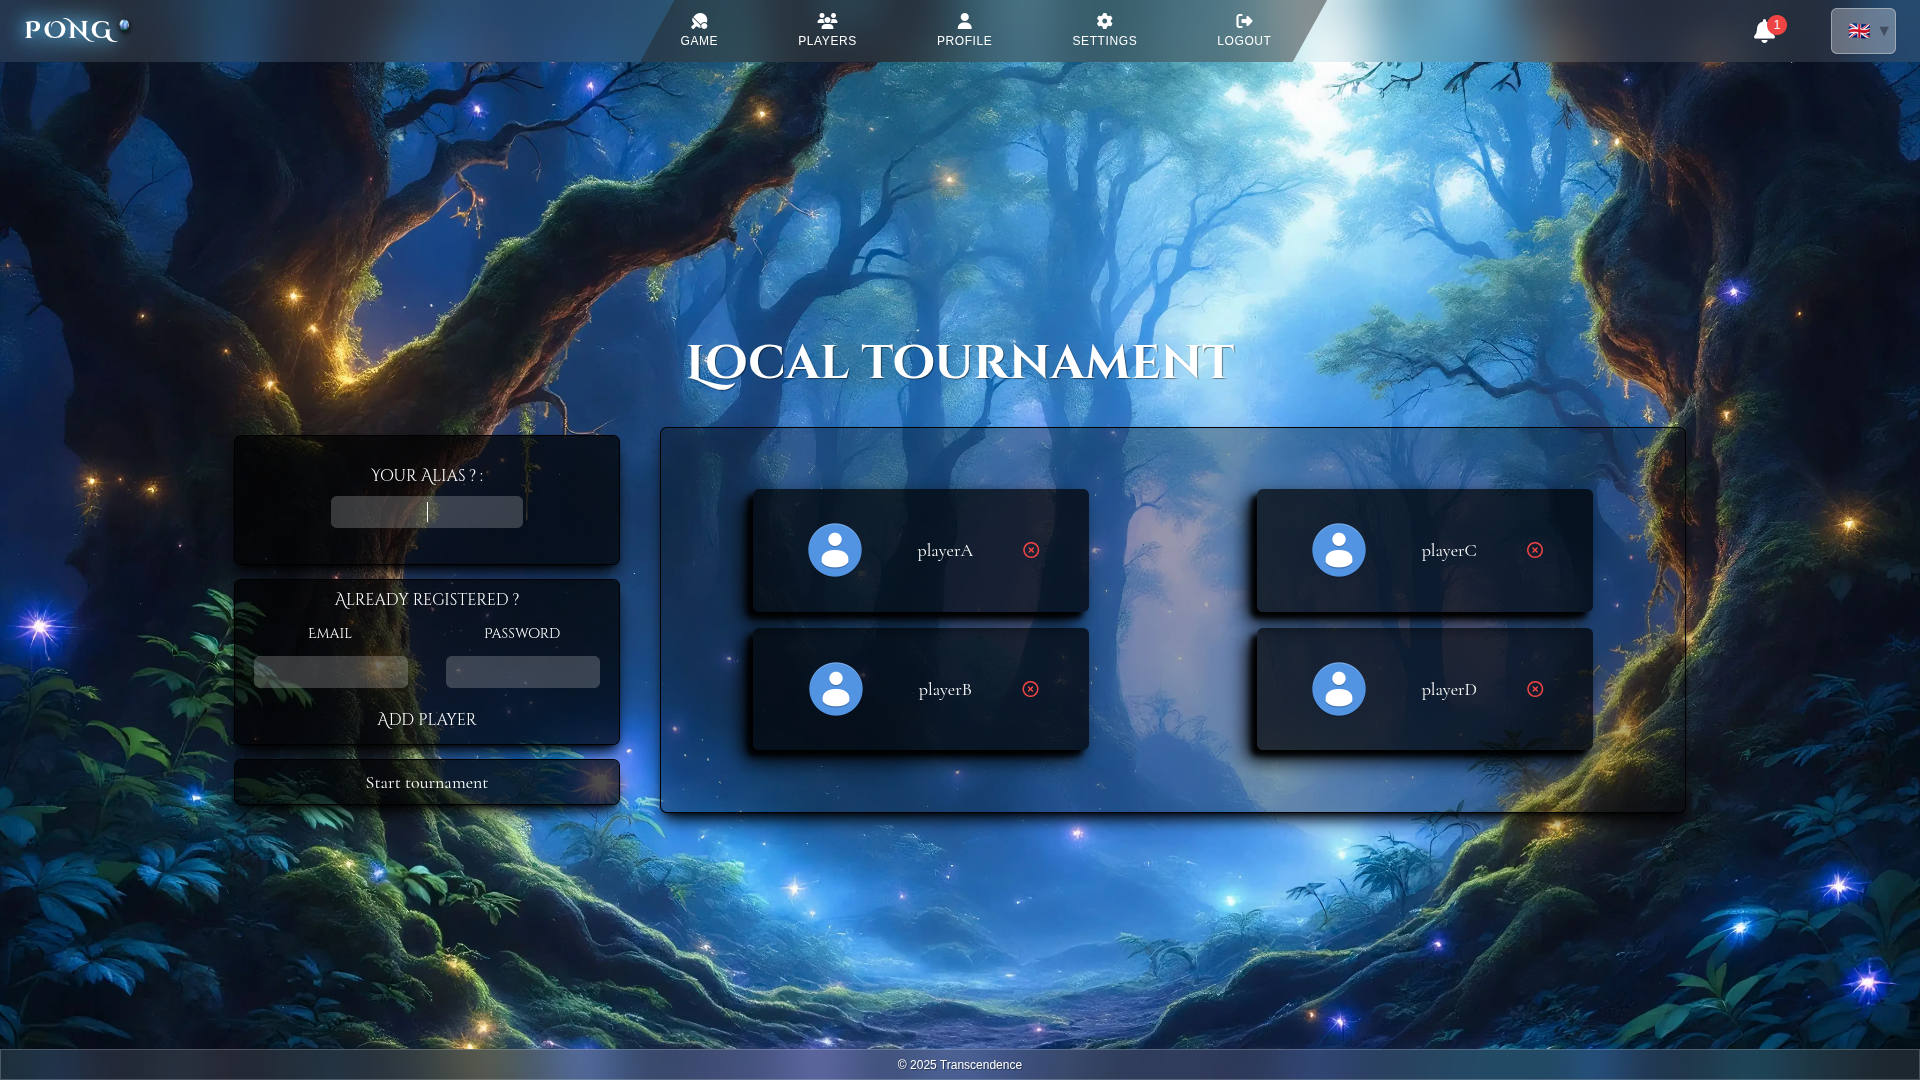 PONG
GAME
PLAYERS
PROFILE
SETTINGS
LOGOUT
1
LOCAL TOURNAMENT
YOUR ALIAS ? :
ALREADY REGISTERED ?
EMAIL
PASSWORD
ADD PLAYER
Start tournament
playerA
playerC
playerB
playerD
© 2025 Transcendence